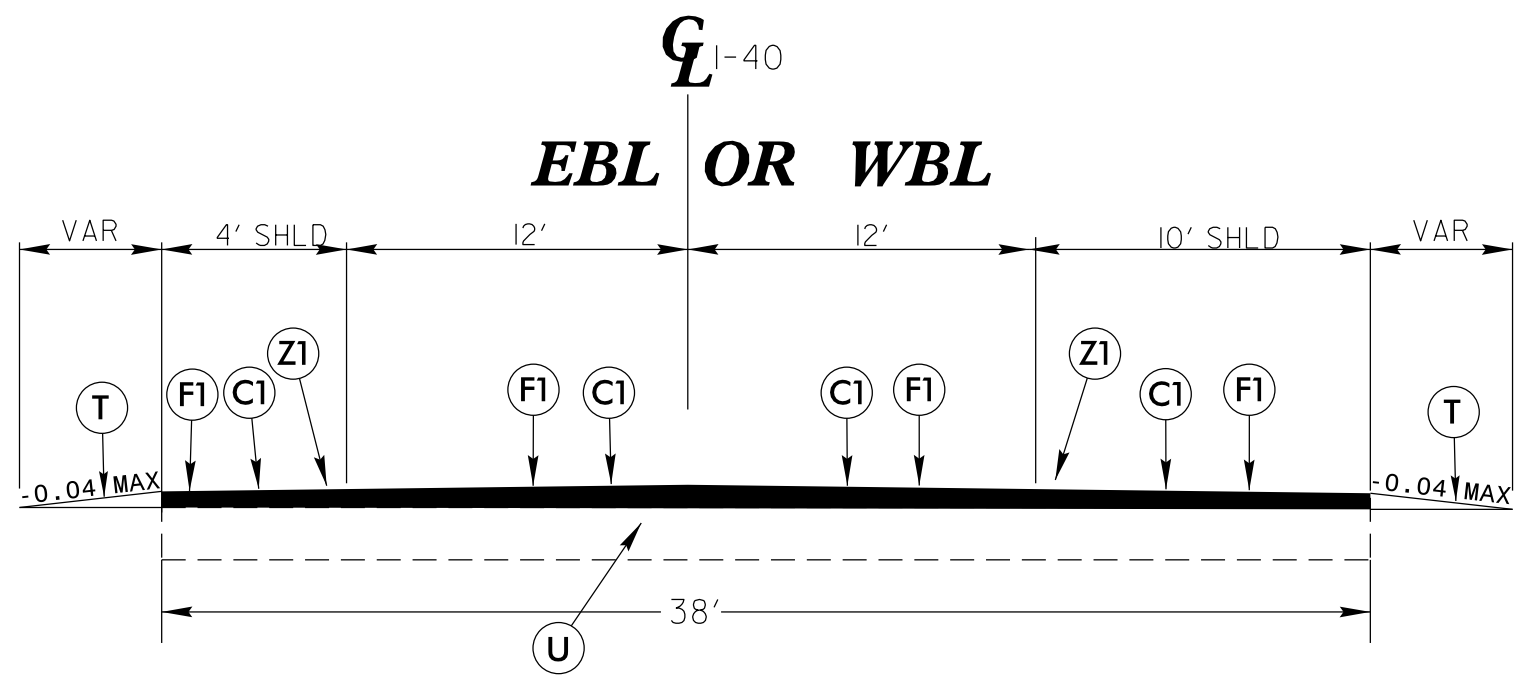 CL I-40
EBL OR WBL
VAR 4' SHLD 12' 12' 10' SHLD VAR
Z1 Z1
T F1 C1 F1 C1 C1 F1 C1 F1 T
-0.04 MAX -0.04 MAX
38'
U